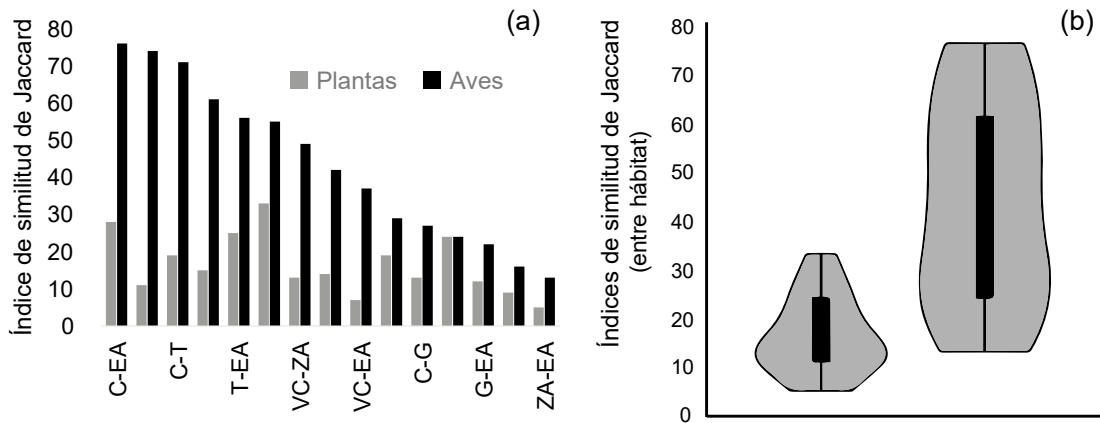 (a)
Índice de similitud de Jaccard
80
70
60
50
40
30
20
10
0
Plantas
Aves
C-EA
C-T
T-EA
VC-ZA
VC-EA
C-G
G-EA
ZA-EA
(b)
Índices de similitud de Jaccard
(entre hábitat)
80
70
60
50
40
30
20
10
0